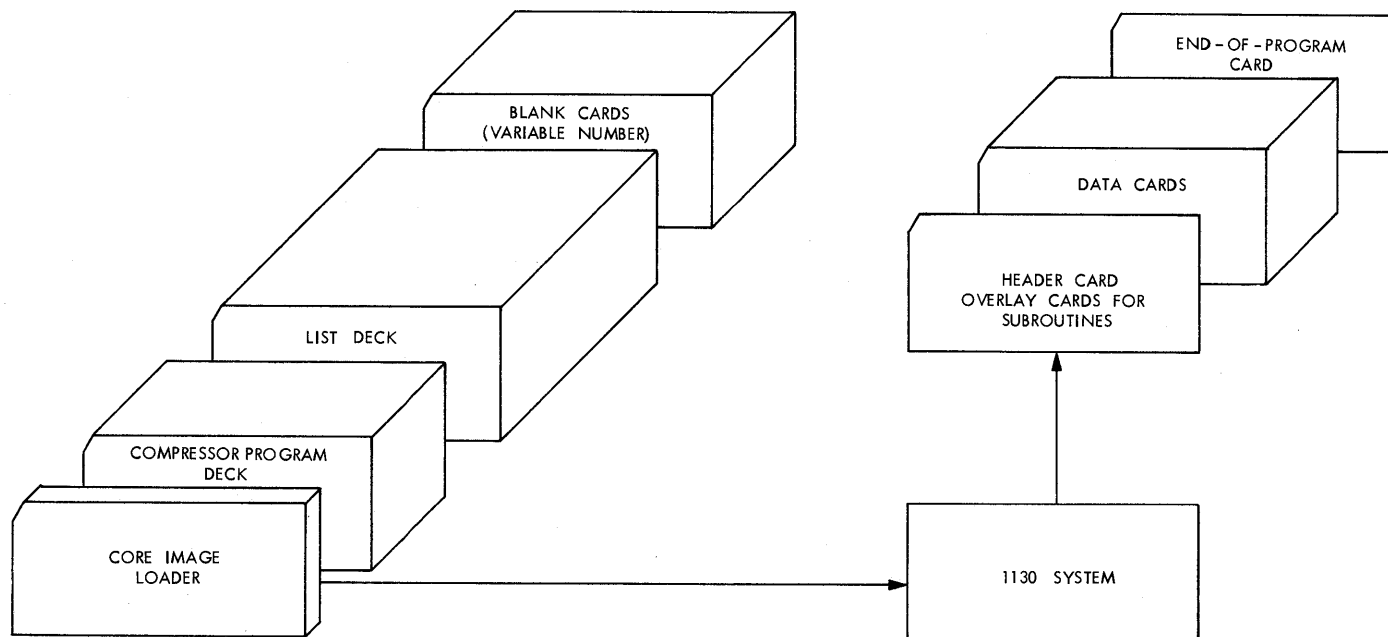 BLANK CARDS
(VARIABLE NUMBER)
LIST DECK
COMPRESSOR PROGRAM
DECK
CORE IMAGE
LOADER
END-OF-PROGRAM
CARD
DATA CARDS
HEADER CARD
OVERLAY CARDS FOR
SUBROUTINES
1130 SYSTEM